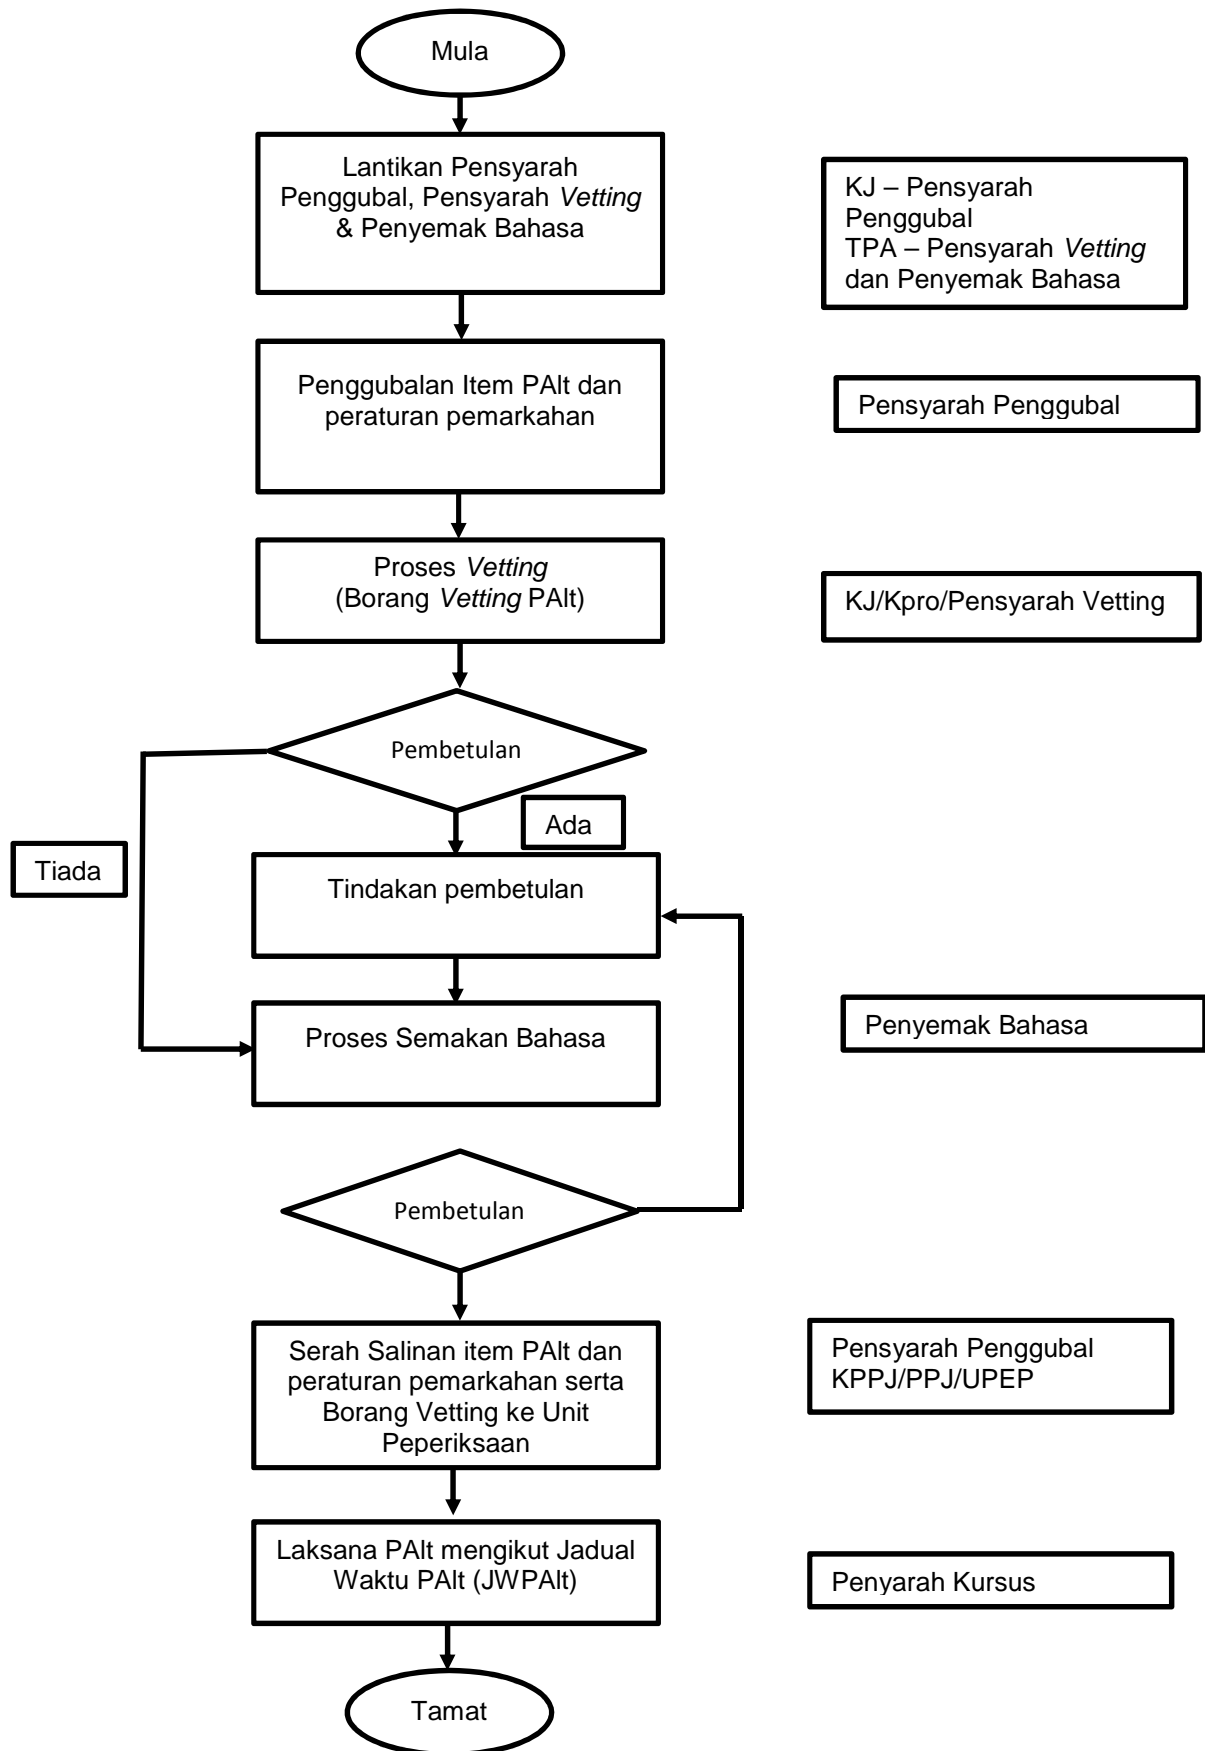 Mula
Lantikan Pensyarah
Penggubal, Pensyarah Vetting
& Penyemak Bahasa
KJ – Pensyarah
Penggubal
TPA – Pensyarah Vetting
dan Penyemak Bahasa
Penggubalan Item PAlt dan
peraturan pemarkahan
Pensyarah Penggubal
Proses Vetting
(Borang Vetting PAlt)
KJ/Kpro/Pensyarah Vetting
Pembetulan
Ada
Tiada
Tindakan pembetulan
Proses Semakan Bahasa
Penyemak Bahasa
Pembetulan
Serah Salinan item PAlt dan
peraturan pemarkahan serta
Borang Vetting ke Unit
Peperiksaan
Pensyarah Penggubal
KPPJ/PPJ/UPEP
Laksana PAlt mengikut Jadual
Waktu PAlt (JWPAlt)
Penyarah Kursus
Tamat